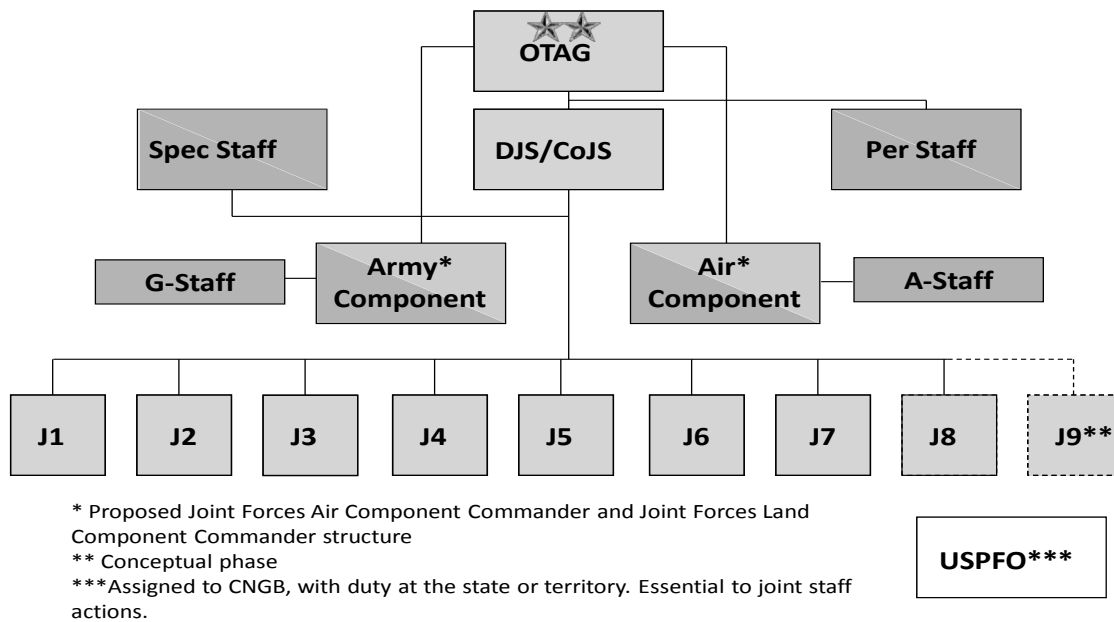 OTAG
Spec Staff
DJS/CoJS
Per Staff
G-Staff
Army*
Component
Air*
Component
A-Staff
J1
J2
J3
J4
J5
J6
J7
J8
J9**
* Proposed Joint Forces Air Component Commander and Joint Forces Land
Component Commander structure
** Conceptual phase
***Assigned to CNGB, with duty at the state or territory. Essential to joint staff
actions.
USPFO***